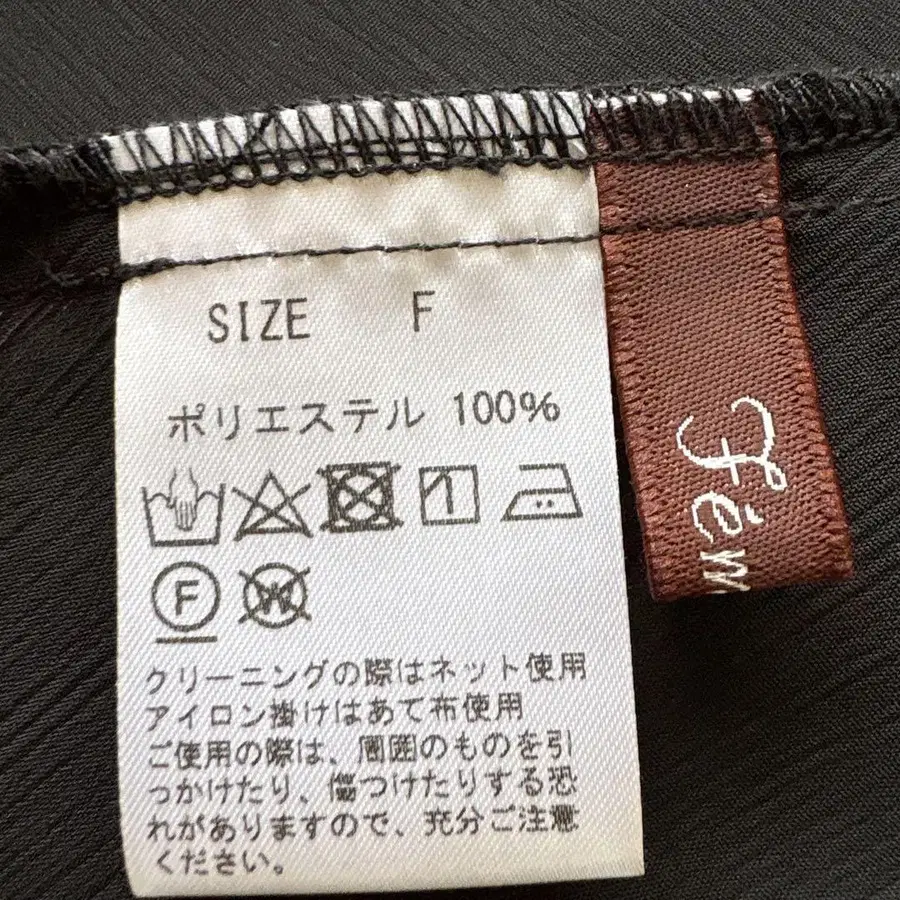 SIZE F
ポリエステル 100%
F W
クリーニングの際はネット使用
アイロン掛けはあて布使用
ご使用の際は、周囲のものを引
っかけたり、傷つけたりする恐
れがありますので、充分ご注意
ください。